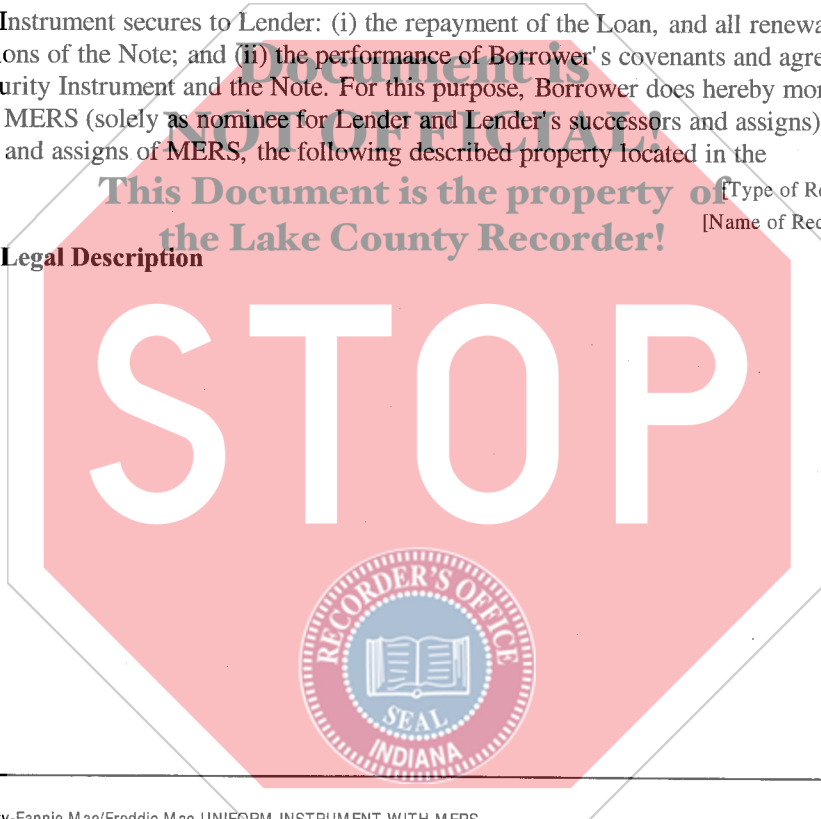 Instrument secures to Lender: (i) the repayment of the Loan, and all renewa
ons of the Note; and (ii) the performance of Borrower's covenants and agre
urity Instrument and the Note. For this purpose, Borrower does hereby mor
MERS (solely as nominee for Lender and Lender's successors and assigns)
and assigns of MERS, the following described property located in the
[Type of Re
[Name of Rec
Legal Description
Document is
NOT OFFICIAL!
This Document is the property of
the Lake County Recorder!
STOP
RECORDER'S OFFICE
SEAL
INDIANA
y-Fannie Mae/Freddie Mac UNIFORM INSTRUMENT WITH MERS